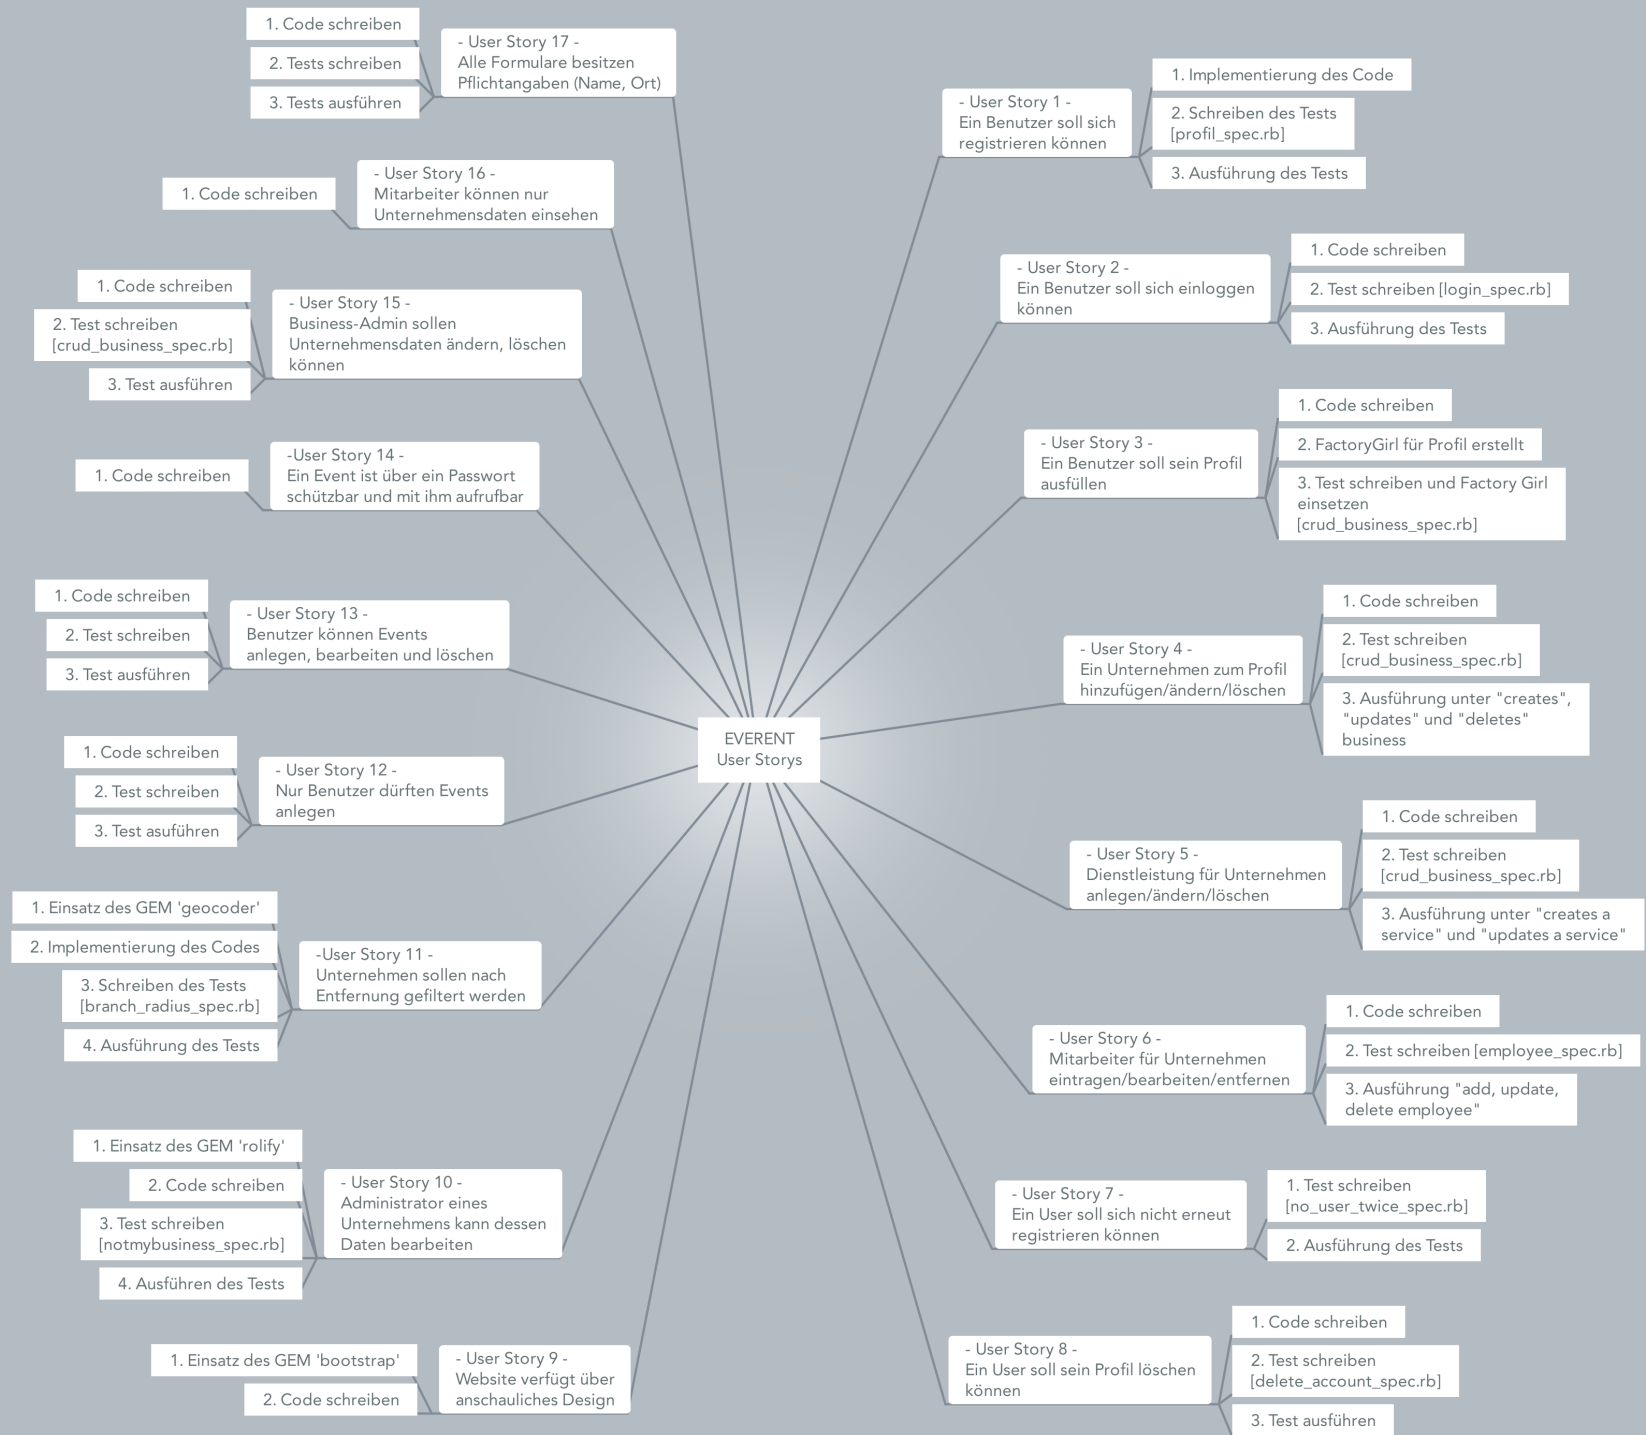 EVERENT
User Storys
- User Story 1 -
Ein Benutzer soll sich
registrieren können
1. Implementierung des Code
2. Schreiben des Tests
[profil_spec.rb]
3. Ausführung des Tests
- User Story 2 -
Ein Benutzer soll sich einloggen
können
1. Code schreiben
2. Test schreiben [login_spec.rb]
3. Ausführung des Tests
- User Story 3 -
Ein Benutzer soll sein Profil
ausfüllen
1. Code schreiben
2. FactoryGirl für Profil erstellt
3. Test schreiben und Factory Girl
einsetzen
[crud_business_spec.rb]
- User Story 4 -
Ein Unternehmen zum Profil
hinzufügen/ändern/löschen
1. Code schreiben
2. Test schreiben
[crud_business_spec.rb]
3. Ausführung unter "creates",
"updates" und "deletes"
business
- User Story 5 -
Dienstleistung für Unternehmen
anlegen/ändern/löschen
1. Code schreiben
2. Test schreiben
[crud_business_spec.rb]
3. Ausführung unter "creates a
service" und "updates a service"
- User Story 6 -
Mitarbeiter für Unternehmen
eintragen/bearbeiten/entfernen
1. Code schreiben
2. Test schreiben [employee_spec.rb]
3. Ausführung "add, update,
delete employee"
- User Story 7 -
Ein User soll sich nicht erneut
registrieren können
1. Test schreiben
[no_user_twice_spec.rb]
2. Ausführung des Tests
- User Story 8 -
Ein User soll sein Profil löschen
können
1. Code schreiben
2. Test schreiben
[delete_account_spec.rb]
3. Test ausführen
- User Story 9 -
Website verfügt über
anschauliches Design
1. Einsatz des GEM 'bootstrap'
2. Code schreiben
- User Story 10 -
Administrator eines
Unternehmens kann dessen
Daten bearbeiten
1. Einsatz des GEM 'rolify'
2. Code schreiben
3. Test schreiben
[notmybusiness_spec.rb]
4. Ausführen des Tests
-User Story 11 -
Unternehmen sollen nach
Entfernung gefiltert werden
1. Einsatz des GEM 'geocoder'
2. Implementierung des Codes
3. Schreiben des Tests
[branch_radius_spec.rb]
4. Ausführung des Tests
- User Story 12 -
Nur Benutzer dürften Events
anlegen
1. Code schreiben
2. Test schreiben
3. Test asuführen
- User Story 13 -
Benutzer können Events
anlegen, bearbeiten und löschen
1. Code schreiben
2. Test schreiben
3. Test ausführen
-User Story 14 -
Ein Event ist über ein Passwort
schützbar und mit ihm aufrufbar
1. Code schreiben
- User Story 15 -
Business-Admin sollen
Unternehmensdaten ändern, löschen
können
1. Code schreiben
2. Test schreiben
[crud_business_spec.rb]
3. Test ausführen
- User Story 16 -
Mitarbeiter können nur
Unternehmensdaten einsehen
1. Code schreiben
- User Story 17 -
Alle Formulare besitzen
Pflichtangaben (Name, Ort)
1. Code schreiben
2. Tests schreiben
3. Tests ausführen